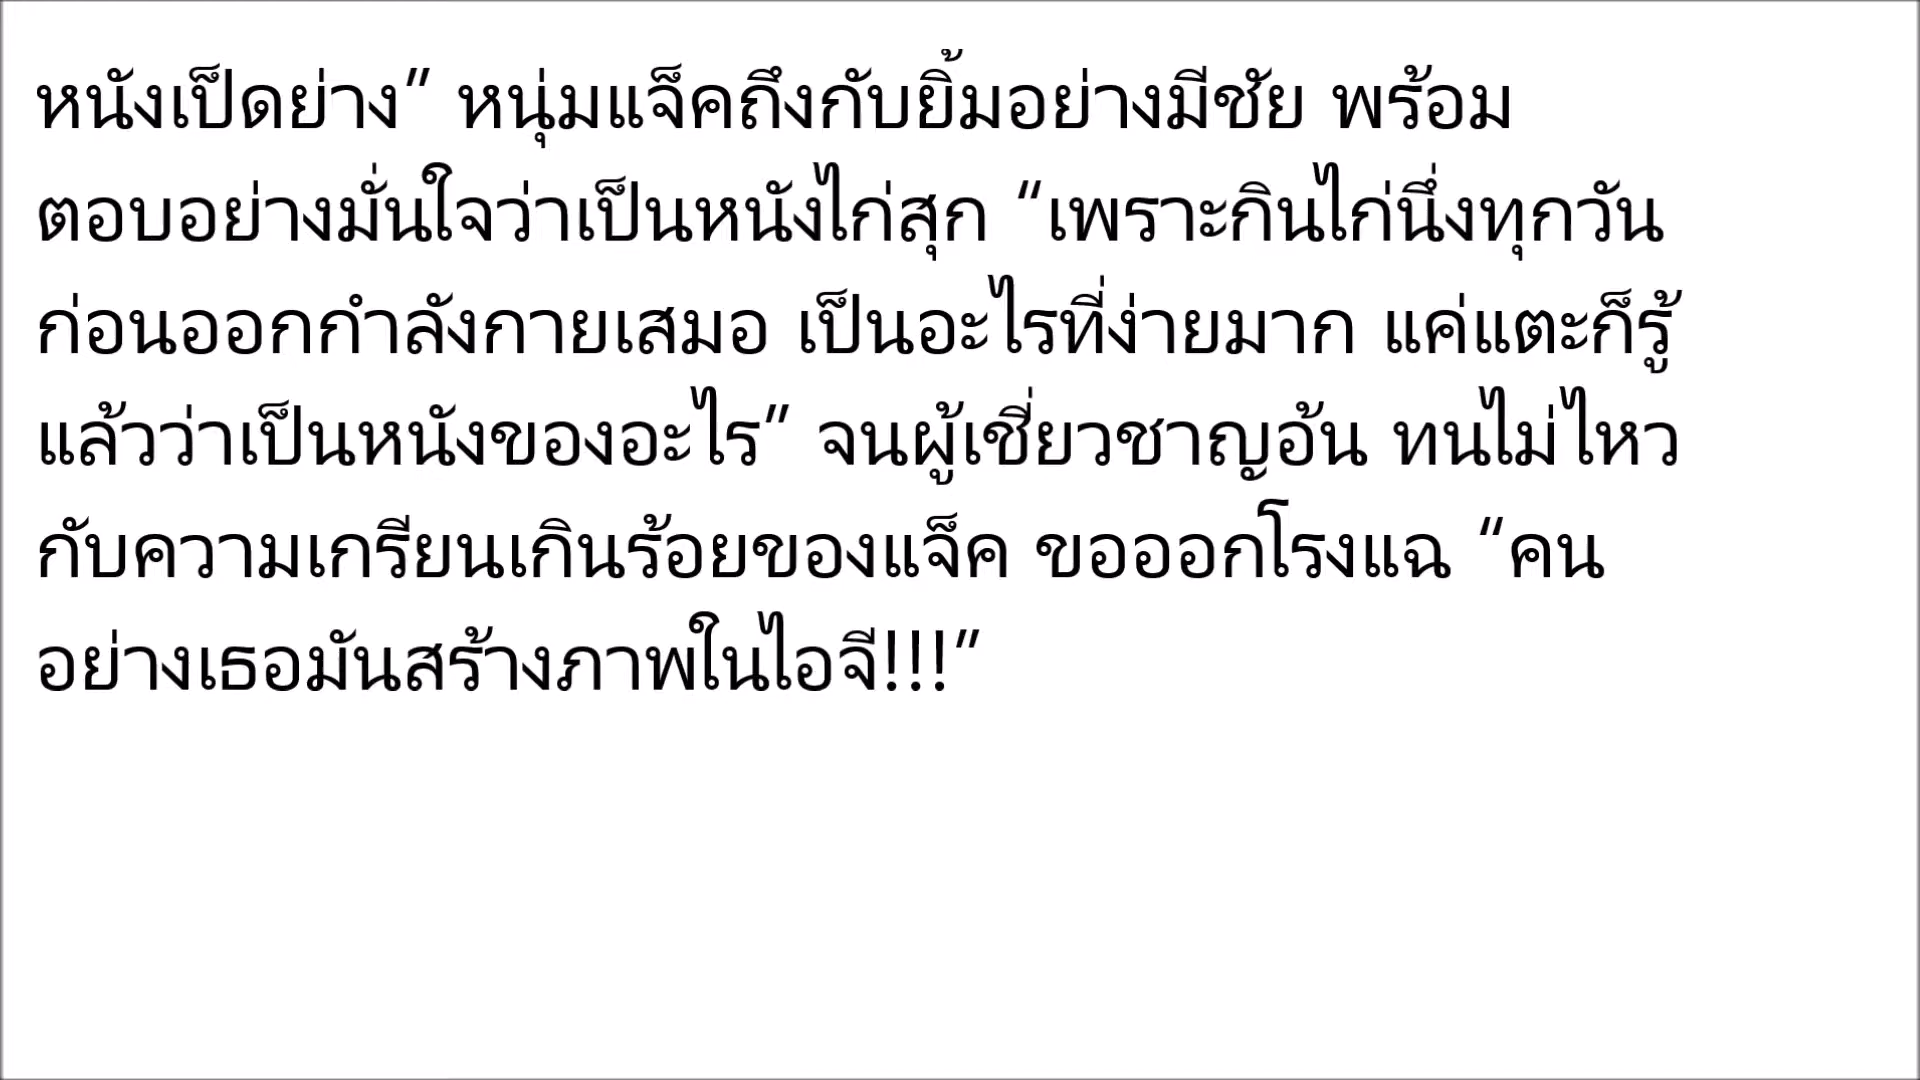 หนังเป็ดย่าง” หนุ่มแจ็คถึงกับยิ้มอย่างมีชัย พร้อม
ตอบอย่างมั่นใจว่าเป็นหนังไก่สุก “เพราะกินไก่นึ่งทุกวัน
ก่อนออกกำลังกายเสมอ เป็นอะไรที่ง่ายมาก แค่แตะก็รู้
แล้วว่าเป็นหนังของอะไร” จนผู้เชี่ยวชาญอ้น ทนไม่ไหว
กับความเกรียนเกินร้อยของแจ็ค ขอออกโรงแฉ “คน
อย่างเธอมันสร้างภาพในไอจี!!!”